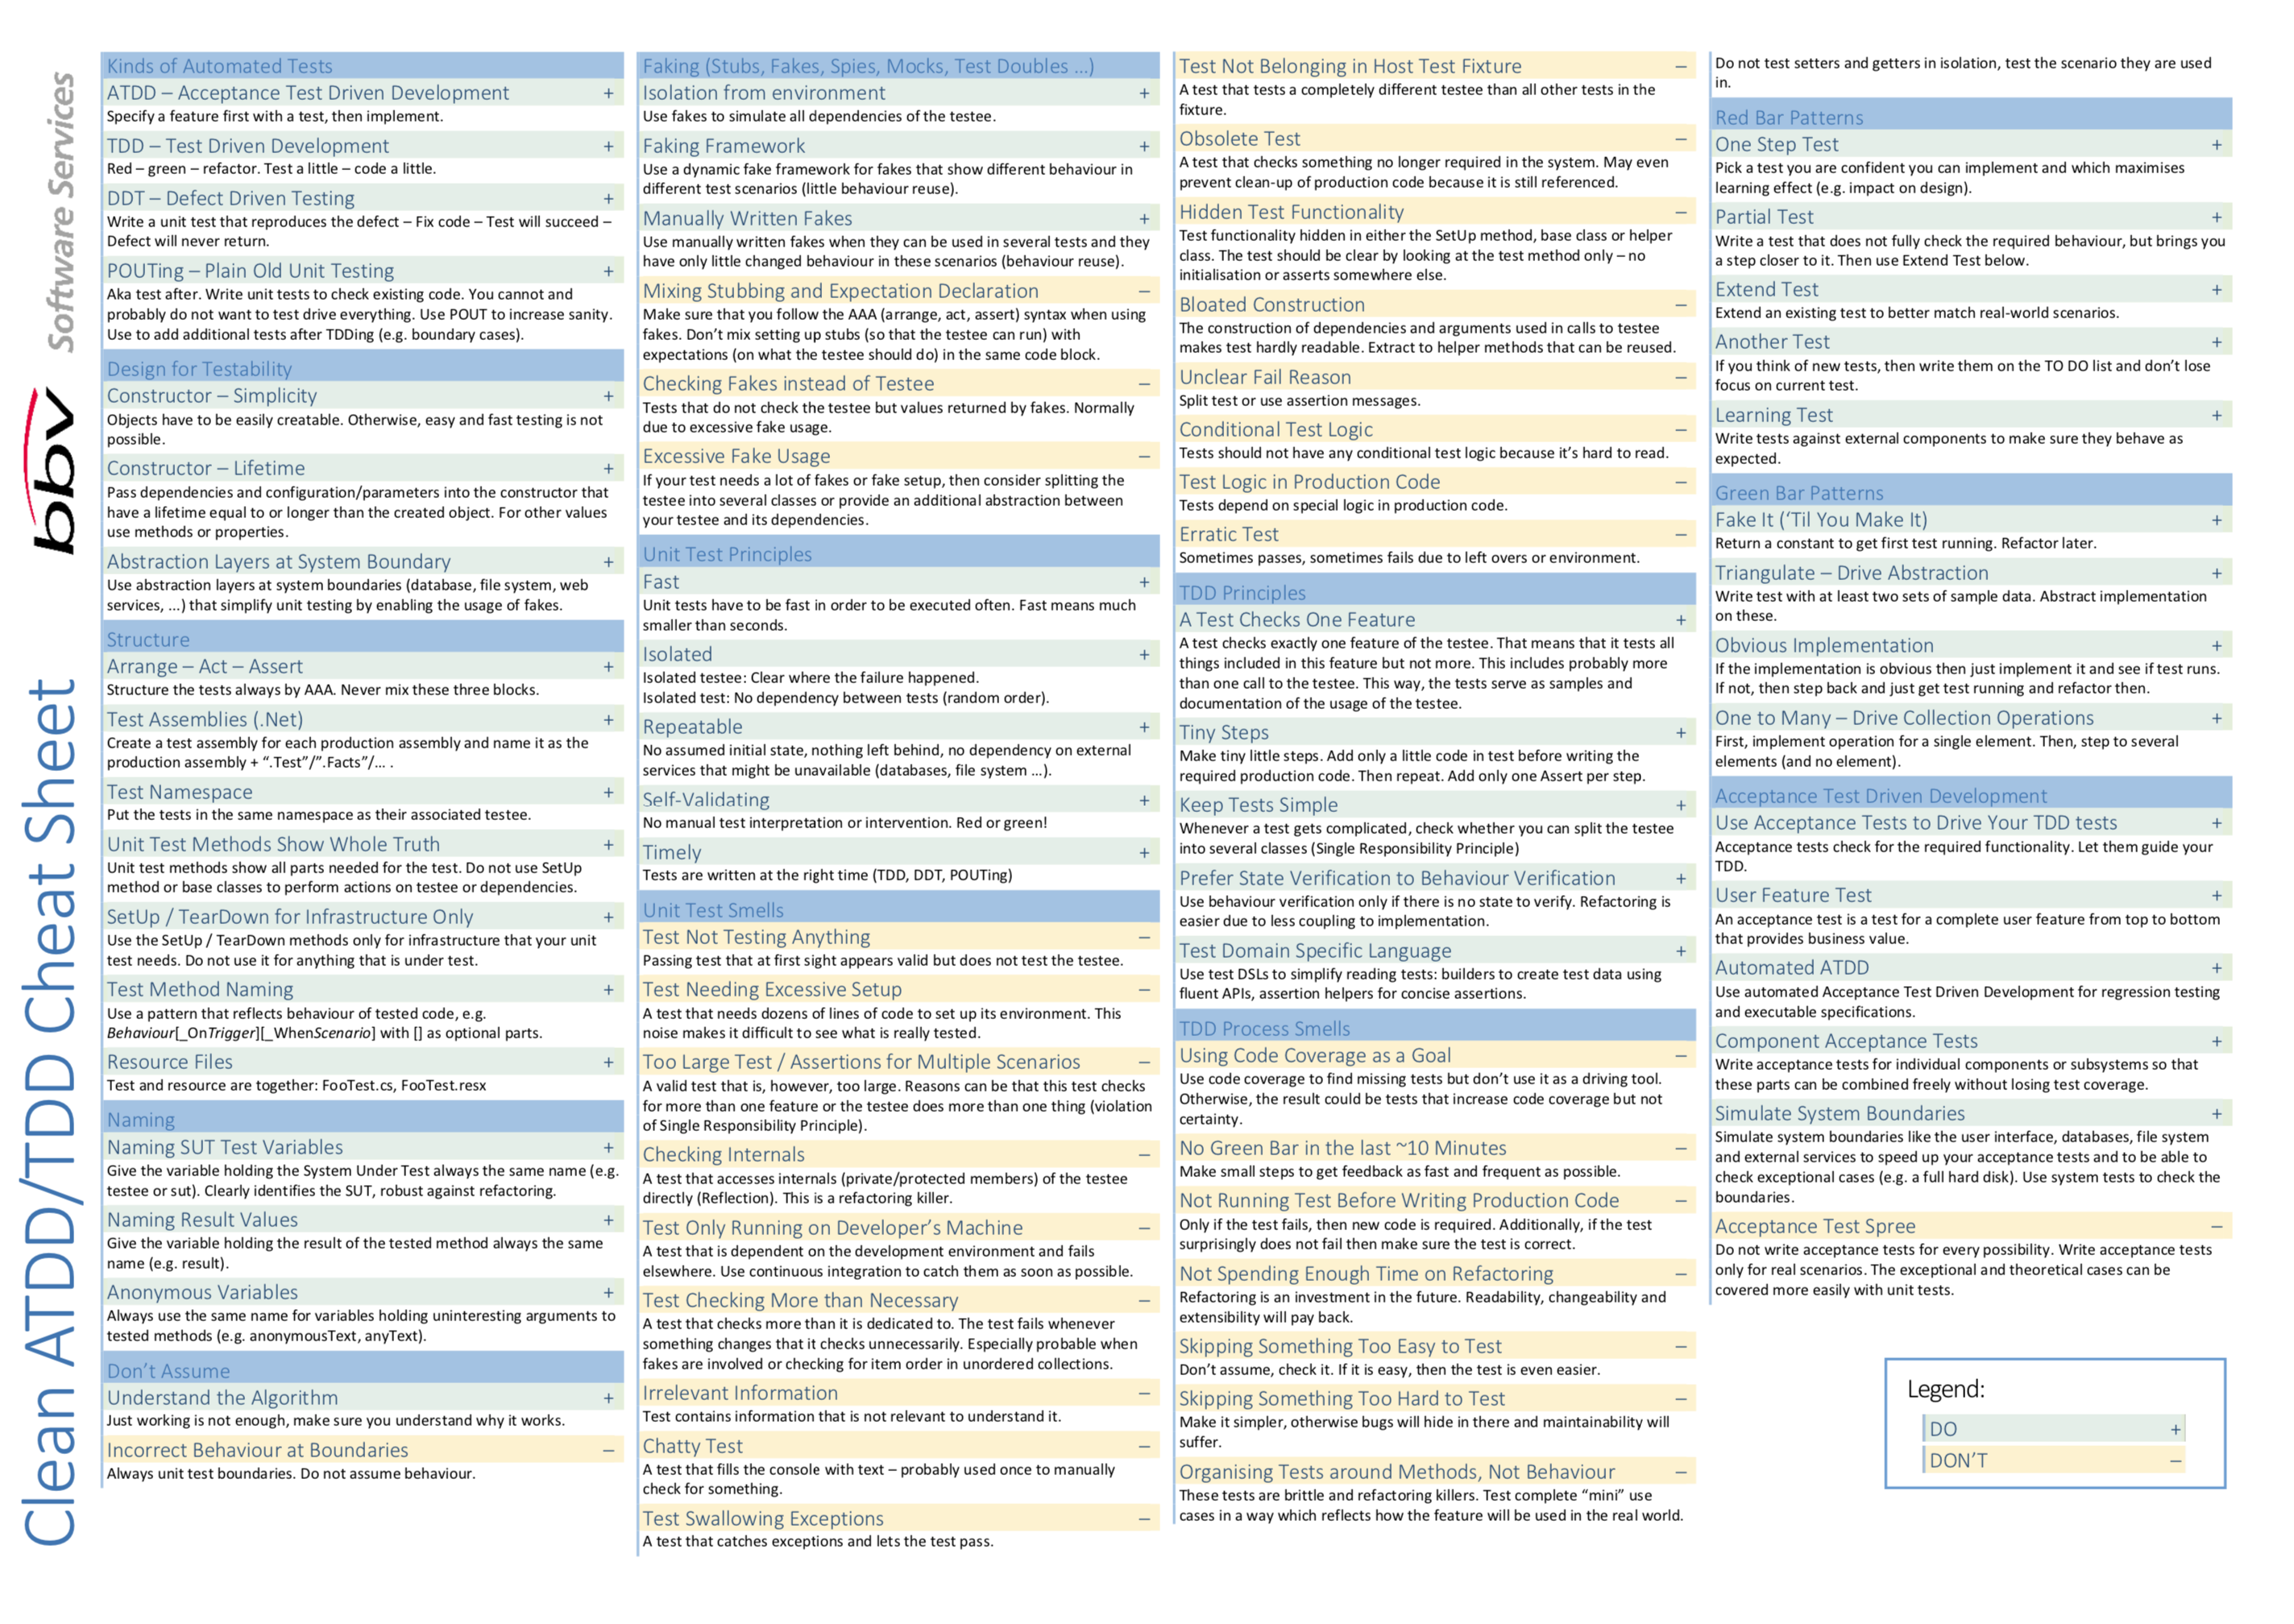 Clean ATDD/TDD Cheat Sheet
bbv Software Services
Kinds of Automated Tests
ATDD – Acceptance Test Driven Development +
Specify a feature first with a test, then implement.
TDD – Test Driven Development +
Red – green – refactor. Test a little – code a little.
DDT – Defect Driven Testing +
Write a unit test that reproduces the defect – Fix code – Test will succeed –
Defect will never return.
POUTing – Plain Old Unit Testing +
Aka test after. Write unit tests to check existing code. You cannot and
probably do not want to test drive everything. Use POUT to increase sanity.
Use to add additional tests after TDDing (e.g. boundary cases).
Design for Testability
Constructor – Simplicity +
Objects have to be easily creatable. Otherwise, easy and fast testing is not
possible.
Constructor – Lifetime +
Pass dependencies and configuration/parameters into the constructor that
have a lifetime equal to or longer than the created object. For other values
use methods or properties.
Abstraction Layers at System Boundary +
Use abstraction layers at system boundaries (database, file system, web
services, ...) that simplify unit testing by enabling the usage of fakes.
Structure
Arrange – Act – Assert +
Structure the tests always by AAA. Never mix these three blocks.
Test Assemblies (.Net) +
Create a test assembly for each production assembly and name it as the
production assembly + “.Test”/”.Facts”/... .
Test Namespace +
Put the tests in the same namespace as their associated testee.
Unit Test Methods Show Whole Truth +
Unit test methods show all parts needed for the test. Do not use SetUp
method or base classes to perform actions on testee or dependencies.
SetUp / TearDown for Infrastructure Only +
Use the SetUp / TearDown methods only for infrastructure that your unit
test needs. Do not use it for anything that is under test.
Test Method Naming +
Use a pattern that reflects behaviour of tested code, e.g.
Behaviour[_OnTrigger][_WhenScenario] with [] as optional parts.
Resource Files +
Test and resource are together: FooTest.cs, FooTest.resx
Naming
Naming SUT Test Variables +
Give the variable holding the System Under Test always the same name (e.g.
testee or sut). Clearly identifies the SUT, robust against refactoring.
Naming Result Values +
Give the variable holding the result of the tested method always the same
name (e.g. result).
Anonymous Variables +
Always use the same name for variables holding uninteresting arguments to
tested methods (e.g. anonymousText, anyText).
Don’t Assume
Understand the Algorithm +
Just working is not enough, make sure you understand why it works.
Incorrect Behaviour at Boundaries –
Always unit test boundaries. Do not assume behaviour.
Faking (Stubs, Fakes, Spies, Mocks, Test Doubles ...)
Isolation from environment +
Use fakes to simulate all dependencies of the testee.
Faking Framework +
Use a dynamic fake framework for fakes that show different behaviour in
different test scenarios (little behaviour reuse).
Manually Written Fakes +
Use manually written fakes when they can be used in several tests and they
have only little changed behaviour in these scenarios (behaviour reuse).
Mixing Stubbing and Expectation Declaration –
Make sure that you follow the AAA (arrange, act, assert) syntax when using
fakes. Don’t mix setting up stubs (so that the testee can run) with
expectations (on what the testee should do) in the same code block.
Checking Fakes instead of Testee –
Tests that do not check the testee but values returned by fakes. Normally
due to excessive fake usage.
Excessive Fake Usage –
If your test needs a lot of fakes or fake setup, then consider splitting the
testee into several classes or provide an additional abstraction between
your testee and its dependencies.
Unit Test Principles
Fast +
Unit tests have to be fast in order to be executed often. Fast means much
smaller than seconds.
Isolated +
Isolated testee: Clear where the failure happened.
Isolated test: No dependency between tests (random order).
Repeatable +
No assumed initial state, nothing left behind, no dependency on external
services that might be unavailable (databases, file system ...).
Self-Validating +
No manual test interpretation or intervention. Red or green!
Timely +
Tests are written at the right time (TDD, DDT, POUTing)
Unit Test Smells
Test Not Testing Anything –
Passing test that at first sight appears valid but does not test the testee.
Test Needing Excessive Setup –
A test that needs dozens of lines of code to set up its environment. This
noise makes it difficult to see what is really tested.
Too Large Test / Assertions for Multiple Scenarios –
A valid test that is, however, too large. Reasons can be that this test checks
for more than one feature or the testee does more than one thing (violation
of Single Responsibility Principle).
Checking Internals –
A test that accesses internals (private/protected members) of the testee
directly (Reflection). This is a refactoring killer.
Test Only Running on Developer’s Machine –
A test that is dependent on the development environment and fails
elsewhere. Use continuous integration to catch them as soon as possible.
Test Checking More than Necessary –
A test that checks more than it is dedicated to. The test fails whenever
something changes that it checks unnecessarily. Especially probable when
fakes are involved or checking for item order in unordered collections.
Irrelevant Information –
Test contains information that is not relevant to understand it.
Chatty Test –
A test that fills the console with text – probably used once to manually
check for something.
Test Swallowing Exceptions –
A test that catches exceptions and lets the test pass.
Test Not Belonging in Host Test Fixture –
A test that tests a completely different testee than all other tests in the
fixture.
Obsolete Test –
A test that checks something no longer required in the system. May even
prevent clean-up of production code because it is still referenced.
Hidden Test Functionality –
Test functionality hidden in either the SetUp method, base class or helper
class. The test should be clear by looking at the test method only – no
initialisation or asserts somewhere else.
Bloated Construction –
The construction of dependencies and arguments used in calls to testee
makes test hardly readable. Extract to helper methods that can be reused.
Unclear Fail Reason –
Split test or use assertion messages.
Conditional Test Logic –
Tests should not have any conditional test logic because it’s hard to read.
Test Logic in Production Code –
Tests depend on special logic in production code.
Erratic Test –
Sometimes passes, sometimes fails due to left overs or environment.
TDD Principles
A Test Checks One Feature +
A test checks exactly one feature of the testee. That means that it tests all
things included in this feature but not more. This includes probably more
than one call to the testee. This way, the tests serve as samples and
documentation of the usage of the testee.
Tiny Steps +
Make tiny little steps. Add only a little code in test before writing the
required production code. Then repeat. Add only one Assert per step.
Keep Tests Simple +
Whenever a test gets complicated, check whether you can split the testee
into several classes (Single Responsibility Principle)
Prefer State Verification to Behaviour Verification +
Use behaviour verification only if there is no state to verify. Refactoring is
easier due to less coupling to implementation.
Test Domain Specific Language +
Use test DSLs to simplify reading tests: builders to create test data using
fluent APIs, assertion helpers for concise assertions.
TDD Process Smells
Using Code Coverage as a Goal –
Use code coverage to find missing tests but don’t use it as a driving tool.
Otherwise, the result could be tests that increase code coverage but not
certainty.
No Green Bar in the last ~10 Minutes –
Make small steps to get feedback as fast and frequent as possible.
Not Running Test Before Writing Production Code –
Only if the test fails, then new code is required. Additionally, if the test
surprisingly does not fail then make sure the test is correct.
Not Spending Enough Time on Refactoring –
Refactoring is an investment in the future. Readability, changeability and
extensibility will pay back.
Skipping Something Too Easy to Test –
Don’t assume, check it. If it is easy, then the test is even easier.
Skipping Something Too Hard to Test –
Make it simpler, otherwise bugs will hide in there and maintainability will
suffer.
Organising Tests around Methods, Not Behaviour –
These tests are brittle and refactoring killers. Test complete “mini” use
cases in a way which reflects how the feature will be used in the real world.
Do not test setters and getters in isolation, test the scenario they are used
in.
Red Bar Patterns
One Step Test +
Pick a test you are confident you can implement and which maximises
learning effect (e.g. impact on design).
Partial Test +
Write a test that does not fully check the required behaviour, but brings you
a step closer to it. Then use Extend Test below.
Extend Test +
Extend an existing test to better match real-world scenarios.
Another Test +
If you think of new tests, then write them on the TO DO list and don’t lose
focus on current test.
Learning Test +
Write tests against external components to make sure they behave as
expected.
Green Bar Patterns
Fake It (‘Til You Make It) +
Return a constant to get first test running. Refactor later.
Triangulate – Drive Abstraction +
Write test with at least two sets of sample data. Abstract implementation
on these.
Obvious Implementation +
If the implementation is obvious then just implement it and see if test runs.
If not, then step back and just get test running and refactor then.
One to Many – Drive Collection Operations +
First, implement operation for a single element. Then, step to several
elements (and no element).
Acceptance Test Driven Development
Use Acceptance Tests to Drive Your TDD tests +
Acceptance tests check for the required functionality. Let them guide your
TDD.
User Feature Test +
An acceptance test is a test for a complete user feature from top to bottom
that provides business value.
Automated ATDD +
Use automated Acceptance Test Driven Development for regression testing
and executable specifications.
Component Acceptance Tests +
Write acceptance tests for individual components or subsystems so that
these parts can be combined freely without losing test coverage.
Simulate System Boundaries +
Simulate system boundaries like the user interface, databases, file system
and external services to speed up your acceptance tests and to be able to
check exceptional cases (e.g. a full hard disk). Use system tests to check the
boundaries.
Acceptance Test Spree –
Do not write acceptance tests for every possibility. Write acceptance tests
only for real scenarios. The exceptional and theoretical cases can be
covered more easily with unit tests.
Legend:
DO +
DON’T –